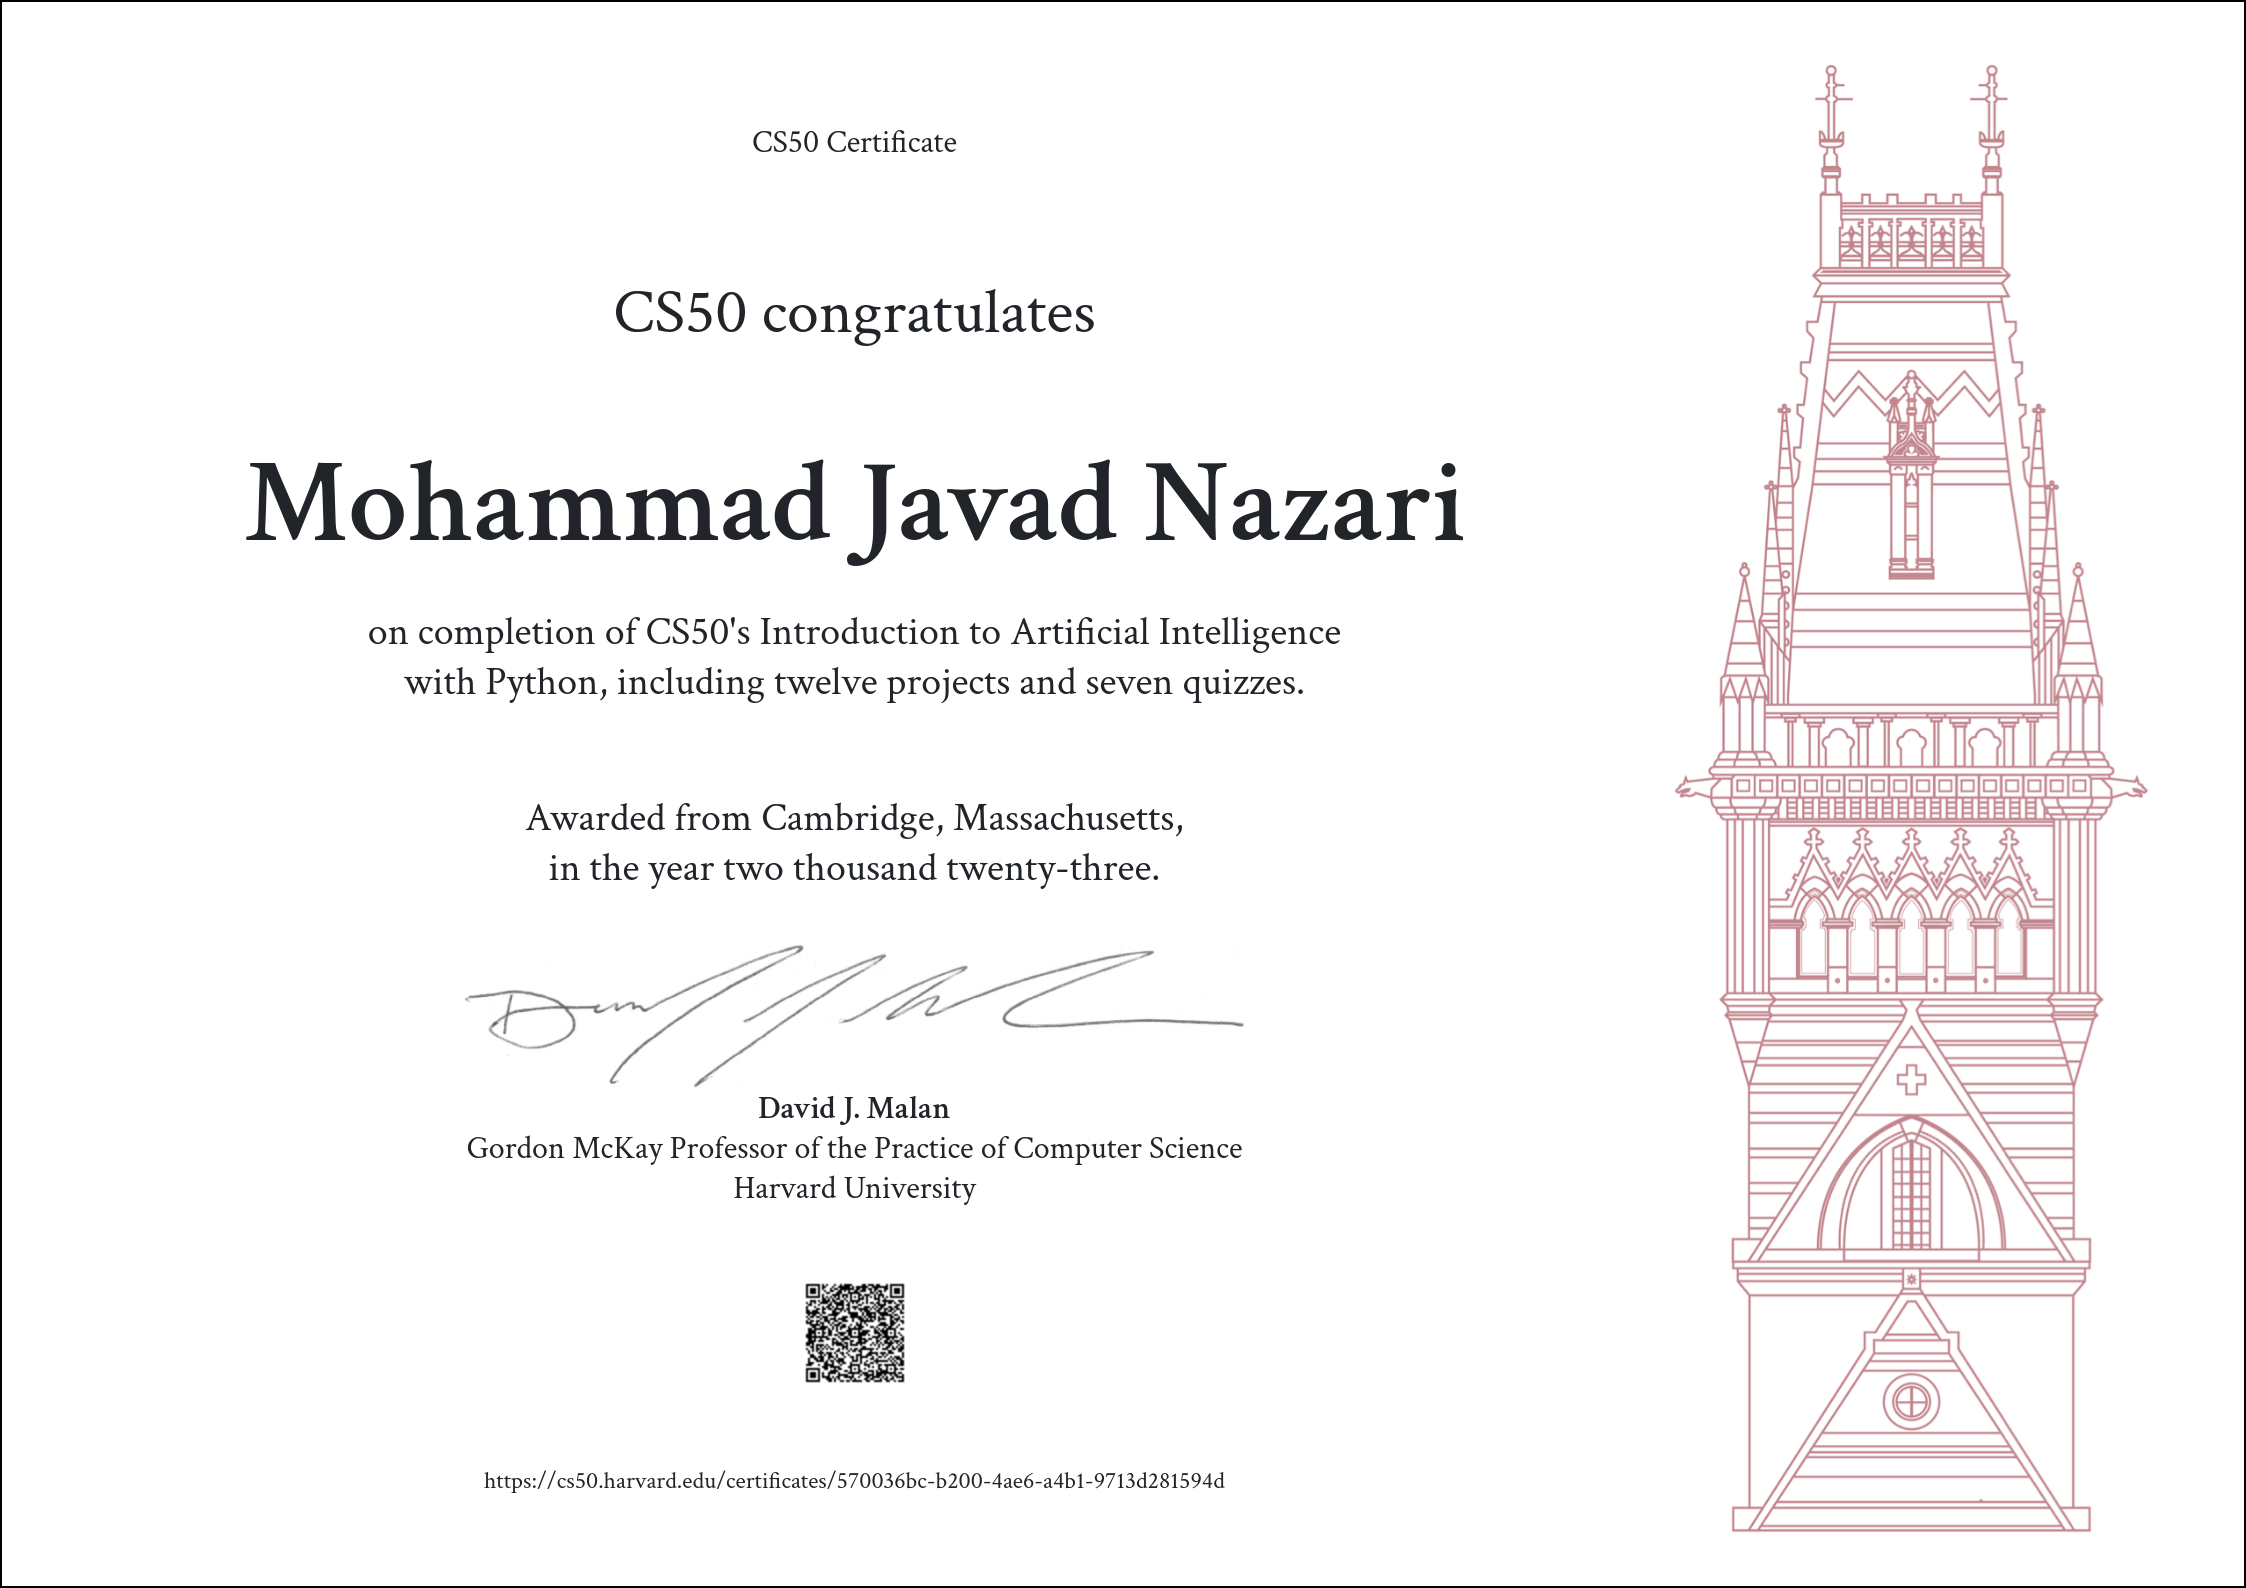 CS50 Certificate
CS50 congratulates
Mohammad Javad Nazari
on completion of CS50's Introduction to Artificial Intelligence
with Python, including twelve projects and seven quizzes.
Awarded from Cambridge, Massachusetts,
in the year two thousand twenty-three.
David J. Malan
Gordon McKay Professor of the Practice of Computer Science
Harvard University
https://cs50.harvard.edu/certificates/570036bc-b200-4ae6-a4b1-9713d281594d